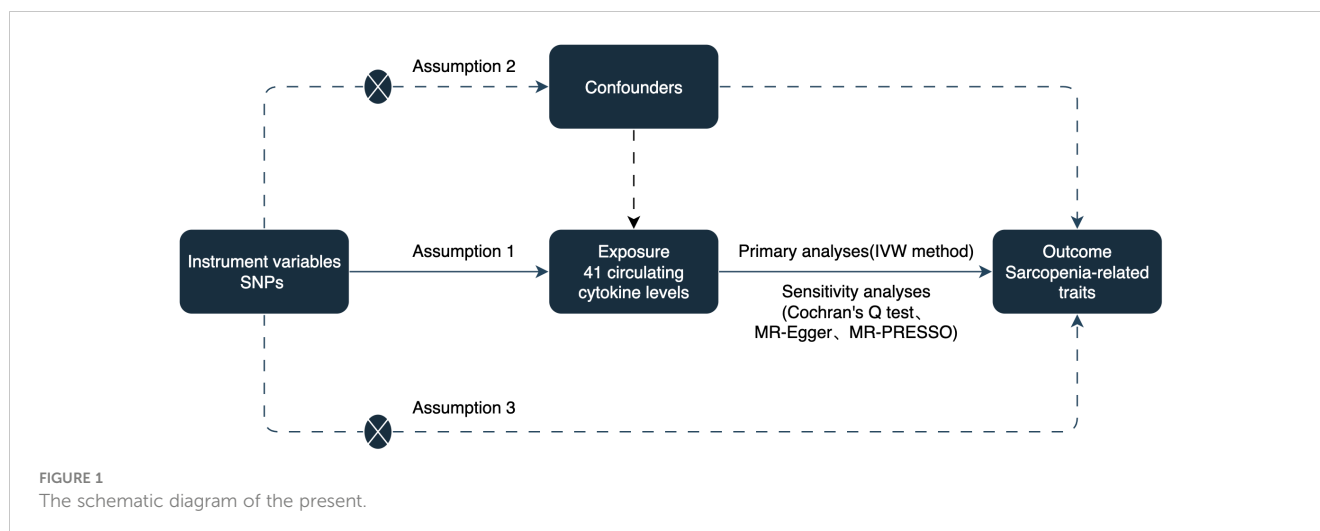 Assumption 2
Confounders
Instrument variables
SNPs
Assumption 1
Exposure
41 circulating
cytokine levels
Primary analyses(IVW method)
Sensitivity analyses
(Cochran's Q test、
MR-Egger、MR-PRESSO)
Outcome
Sarcopenia-related
traits
Assumption 3
FIGURE 1
The schematic diagram of the present.